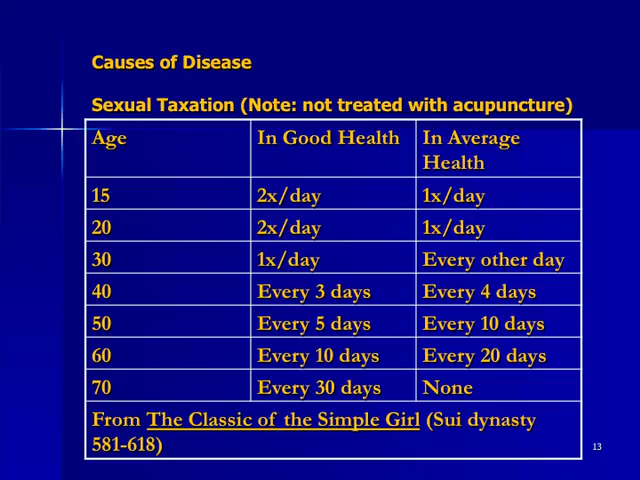 Causes of Disease
Sexual Taxation (Note: not treated with acupuncture)
Age In Good Health In Average
Health
15 2x/day 1x/day
20 2x/day 1x/day
30 1x/day Every other day
40 Every 3 days Every 4 days
50 Every 5 days Every 10 days
60 Every 10 days Every 20 days
70 Every 30 days None
From The Classic of the Simple Girl (Sui dynasty
581-618)
13